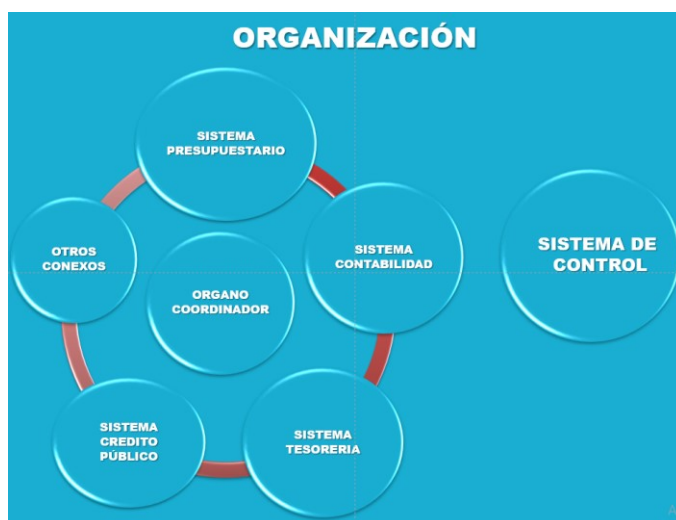 ORGANIZACIÓN
SISTEMA
PRESUPUESTARIO
OTROS
CONEXOS
SISTEMA
CONTABILIDAD
SISTEMA DE
CONTROL
ORGANO
COORDINADOR
SISTEMA
CREDITO
PÚBLICO
SISTEMA
TESORERIA